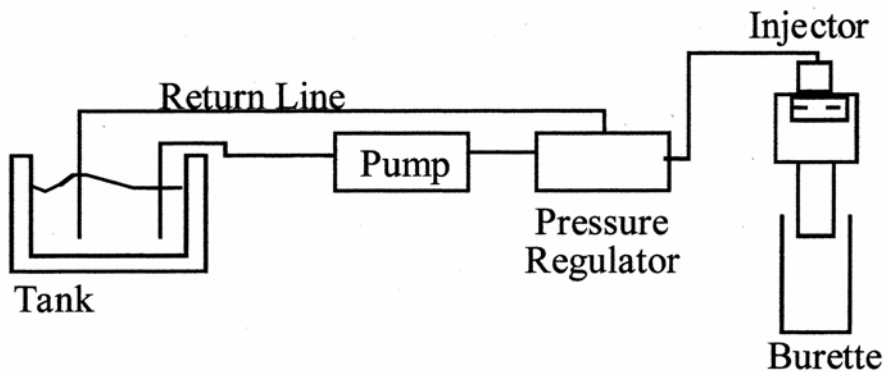 Injector
Return Line
Pump
Pressure
Regulator
Tank
Burette